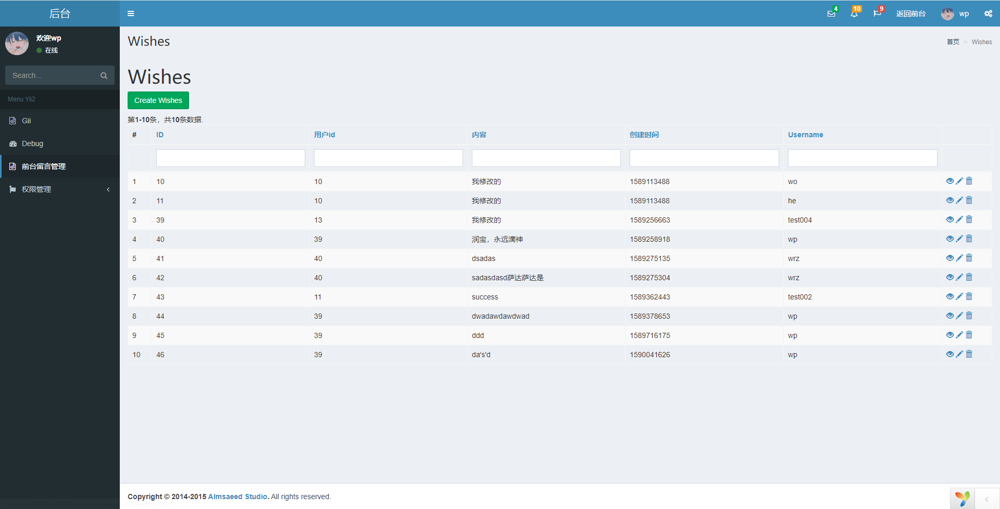 后台
4
10
9
返回前台
wp
欢迎wp
在线
Search...
Menu Yii2
Gii
Debug
前台留言管理
权限管理
Wishes
首页 > Wishes
Wishes
Create Wishes
第1-10条，共10条数据.
# ID 用户id 内容 创建时间 Username
1 10 10 我修改的 1589113488 wo
2 11 10 我修改的 1589113488 he
3 39 13 我修改的 1589256663 test004
4 40 39 润宝，永远滴神 1589258918 wp
5 41 40 dsadas 1589275135 wrz
6 42 40 sadasdasd萨达萨达是 1589275304 wrz
7 43 11 success 1589362443 test002
8 44 39 dwadawdawdwad 1589378653 wp
9 45 39 ddd 1589716175 wp
10 46 39 da's'd 1590041626 wp
Copyright © 2014-2015 Almsaeed Studio. All rights reserved.